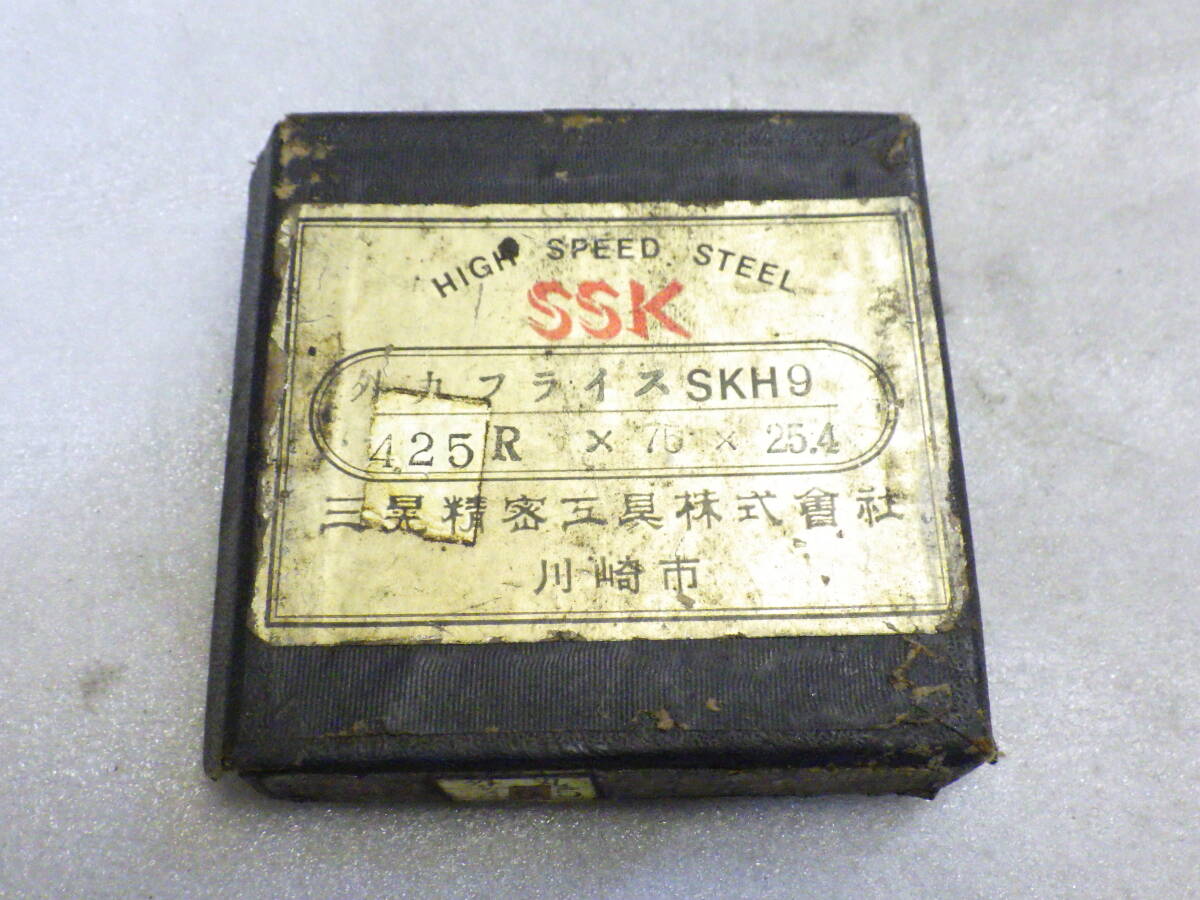 HIGH SPEED STEEL
SSK
外丸フライス SKH9
4.25 R × 75 × 25.4
三晃精密工具株式會社
川崎市